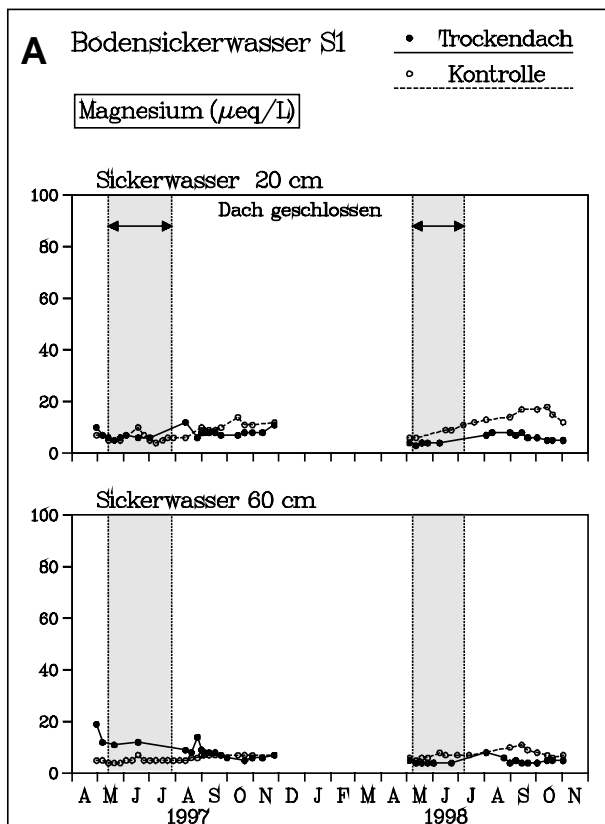 A Bodensickerwasser S1
Trockendach
Kontrolle
Magnesium (µeq/L)
Sickerwasser 20 cm
Dach geschlossen
100
80
60
40
20
0
Sickerwasser 60 cm
100
80
60
40
20
0
A M J J A S O N D J F M A M J J A S O N
1997 1998